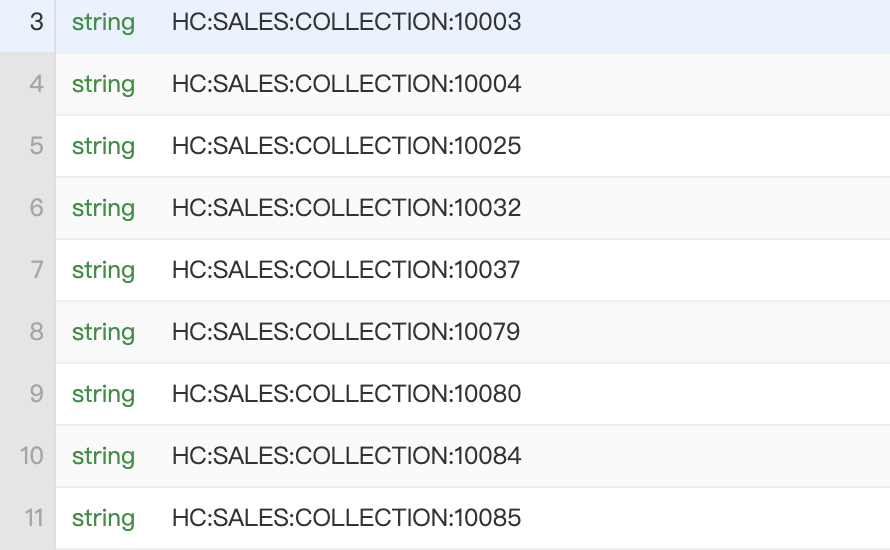 3 string HC:SALES:COLLECTION:10003
4 string HC:SALES:COLLECTION:10004
5 string HC:SALES:COLLECTION:10025
6 string HC:SALES:COLLECTION:10032
7 string HC:SALES:COLLECTION:10037
8 string HC:SALES:COLLECTION:10079
9 string HC:SALES:COLLECTION:10080
10 string HC:SALES:COLLECTION:10084
11 string HC:SALES:COLLECTION:10085